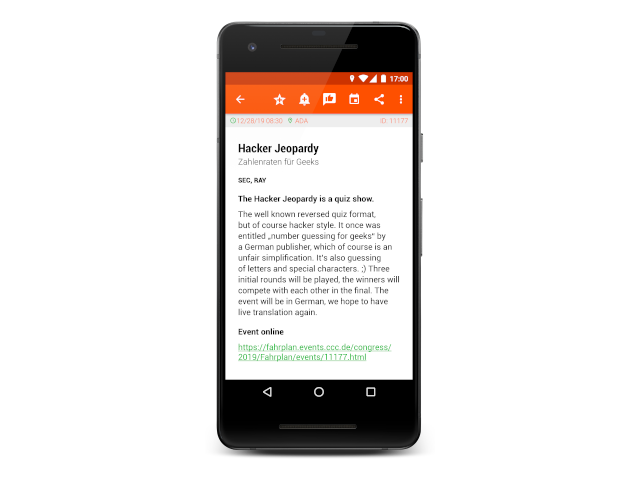 17:00
12/28/19 08:30 ADA ID: 11177
Hacker Jeopardy
Zahlenraten für Geeks
SEC, RAY
The Hacker Jeopardy is a quiz show.
The well known reversed quiz format,
but of course hacker style. It once was
entitled „number guessing for geeks“ by
a German publisher, which of course is an
unfair simplification. It's also guessing
of letters and special characters. ;) Three
initial rounds will be played, the winners will
compete with each other in the final. The
event will be in German, we hope to have
live translation again.
Event online
https://fahrplan.events.ccc.de/congress/
2019/Fahrplan/events/11177.html